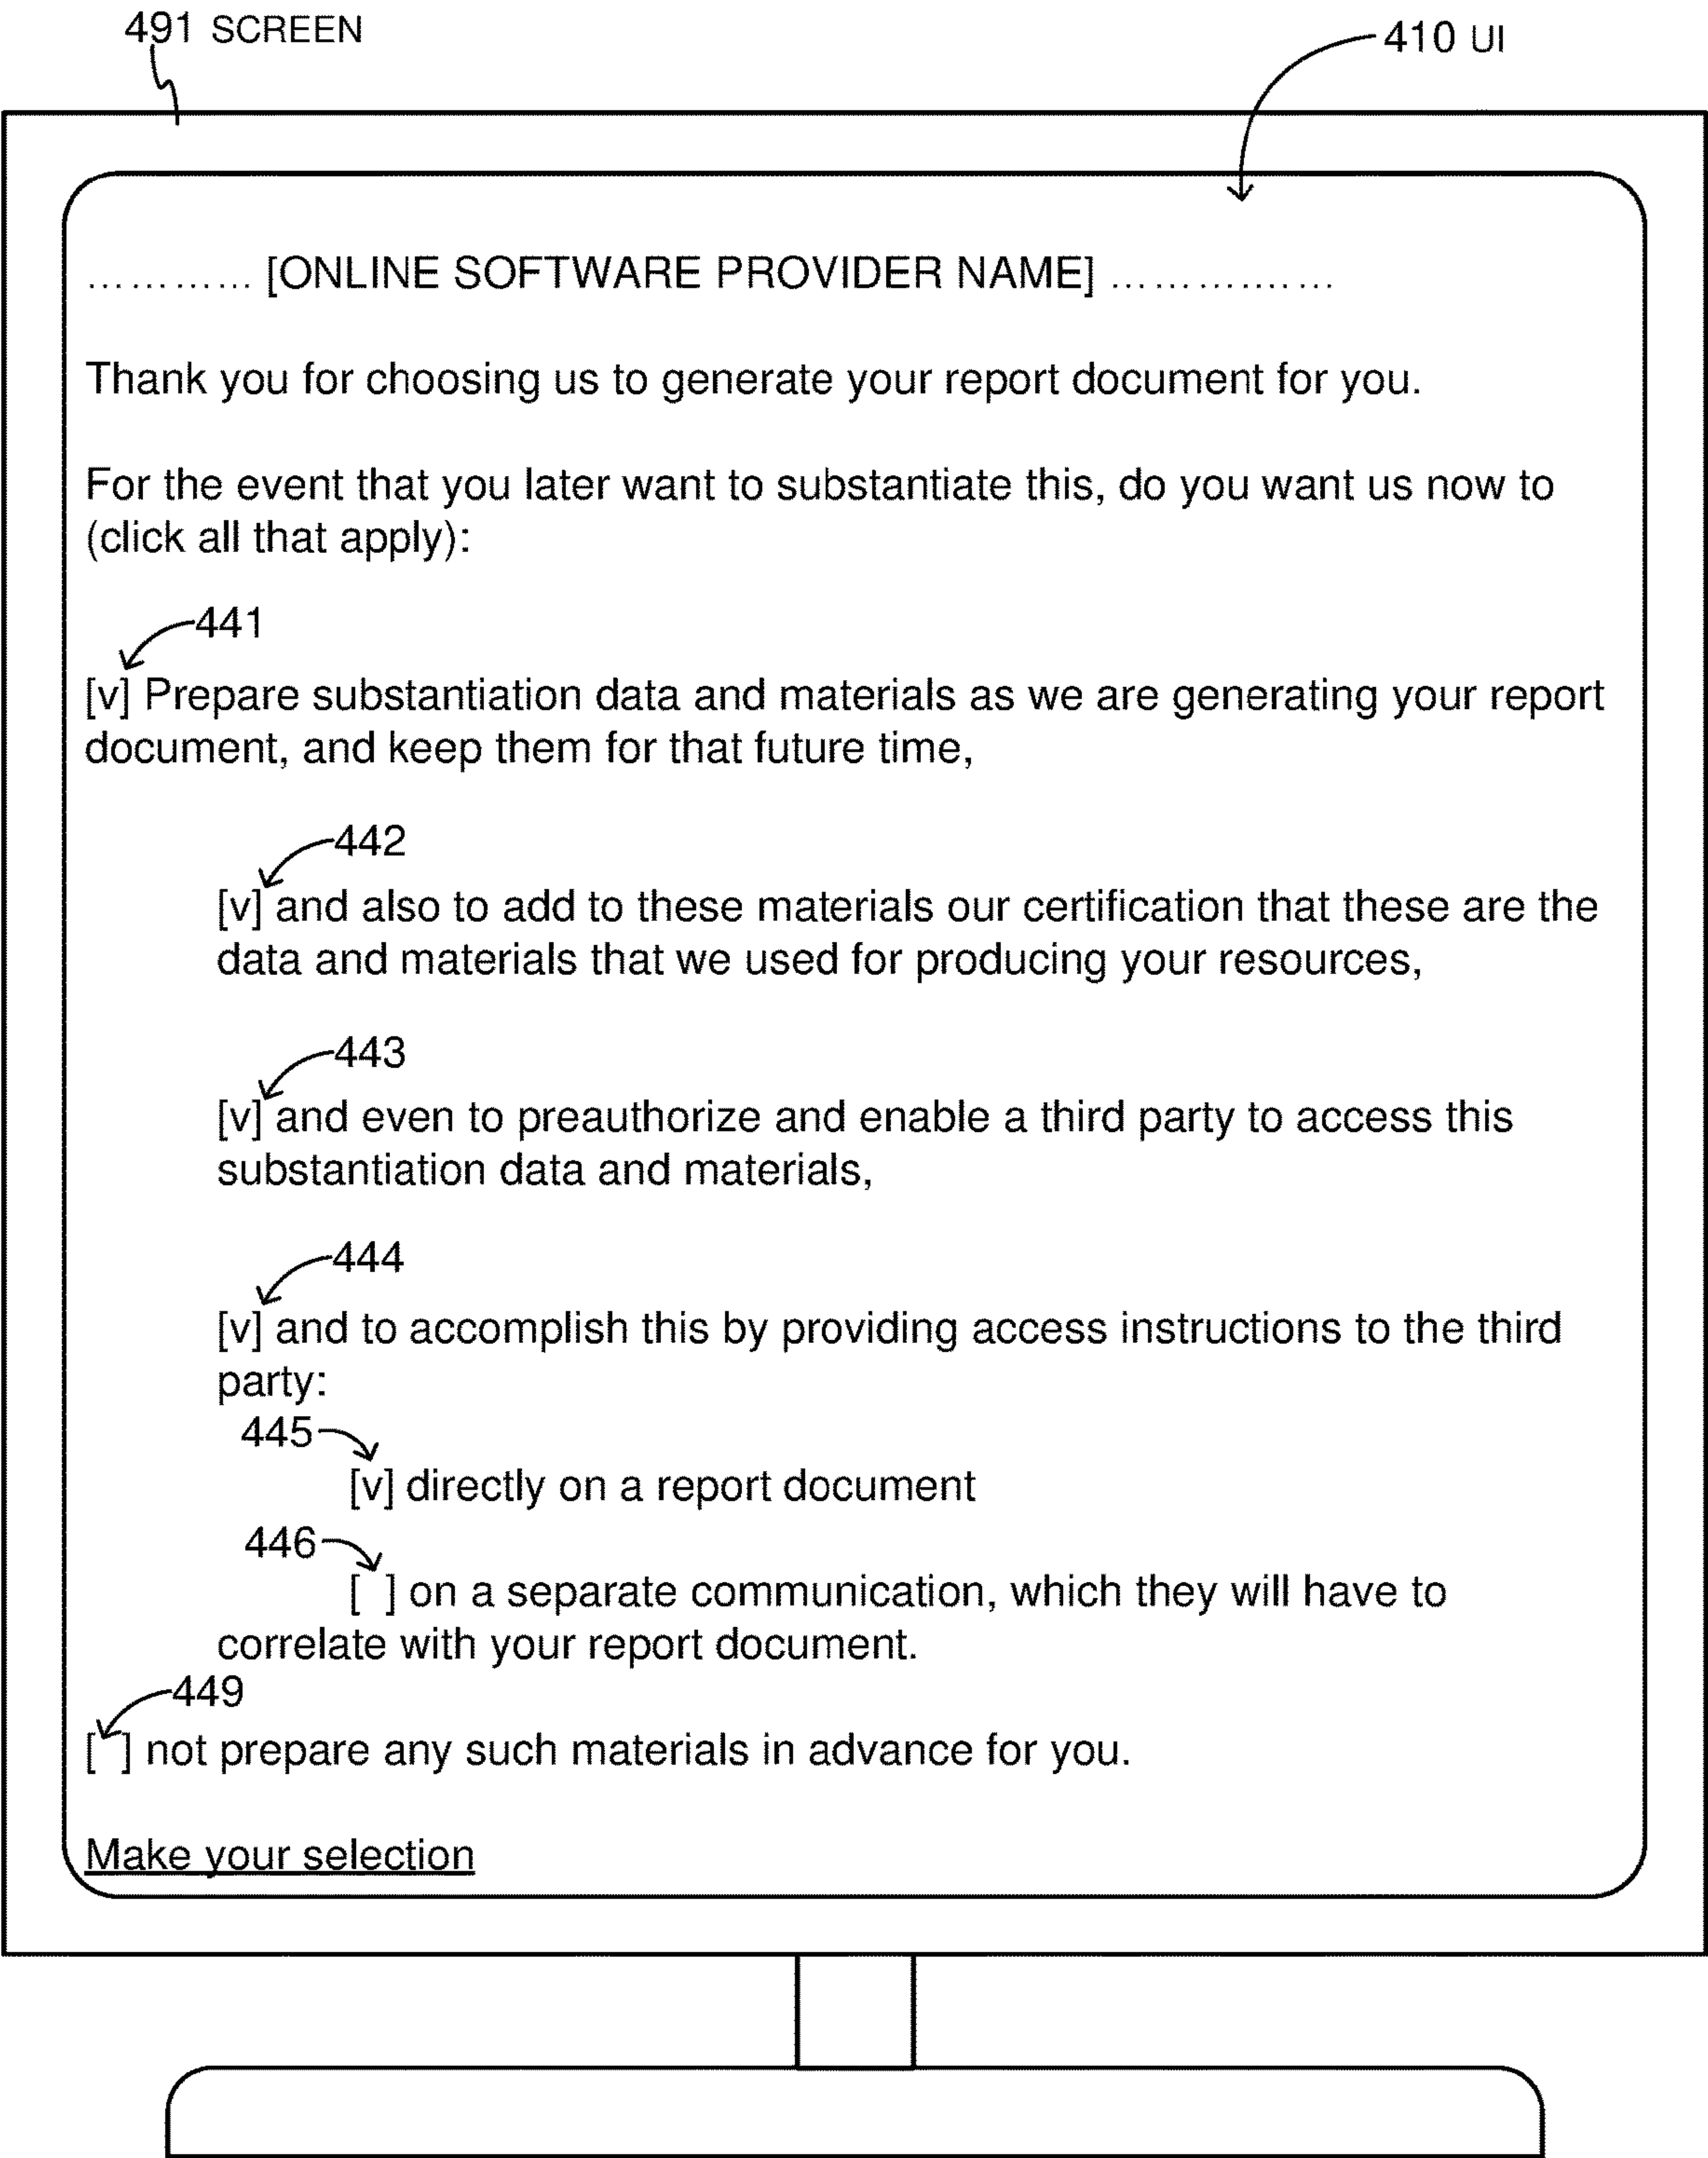 491 SCREEN
410 UI
………… [ONLINE SOFTWARE PROVIDER NAME] ………………
Thank you for choosing us to generate your report document for you.
For the event that you later want to substantiate this, do you want us now to
(click all that apply):
441
[v] Prepare substantiation data and materials as we are generating your report
document, and keep them for that future time,
442
[v] and also to add to these materials our certification that these are the
data and materials that we used for producing your resources,
443
[v] and even to preauthorize and enable a third party to access this
substantiation data and materials,
444
[v] and to accomplish this by providing access instructions to the third
party:
445
[v] directly on a report document
446
[ ] on a separate communication, which they will have to
correlate with your report document.
449
[ ] not prepare any such materials in advance for you.
Make your selection